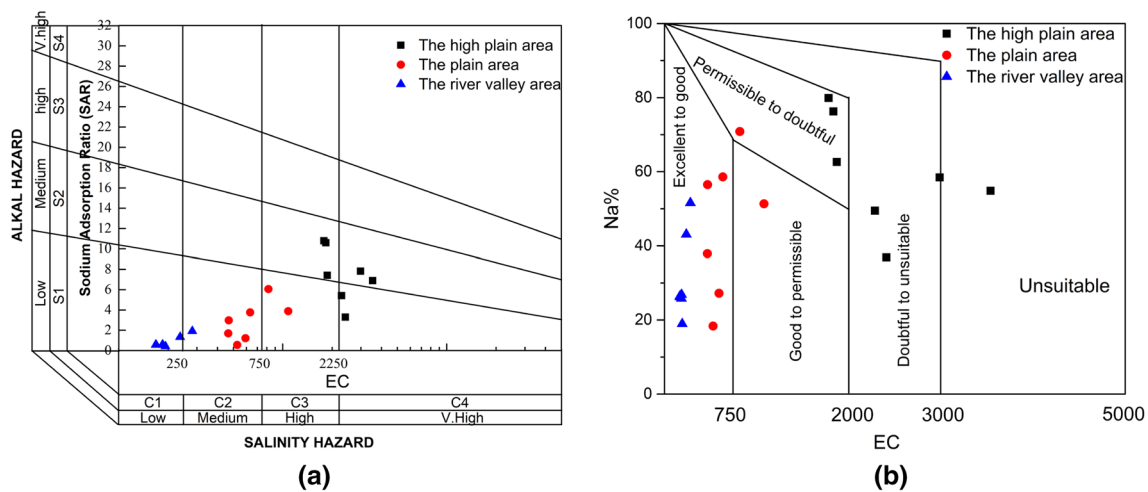 (a)
ALKAL HAZARD
V.high
S4
high
S3
Medium
S2
Low
S1
Sodium Adsorption Ratio (SAR)
32
30
28
26
24
22
20
18
16
14
12
10
8
6
4
2
0
The high plain area
The plain area
The river valley area
250
750
2250
EC
C1
C2
C3
C4
Low
Medium
High
V.High
SALINITY HAZARD
(a)
b)
Na%
100
80
60
40
20
0
The high plain area
The plain area
The river valley area
Excellent to good
Permissible to doubtful
Good to permissible
Doubtful to unsuitable
Unsuitable
750
2000
3000
5000
EC
(b)